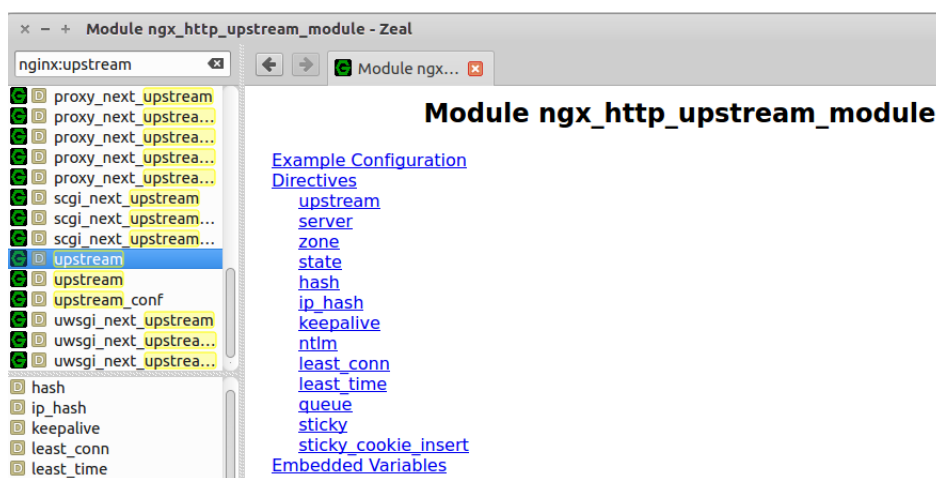 Module ngx_http_upstream_module - Zeal
nginx:upstream
Module ngx...
proxy_next_upstream
proxy_next_upstrea...
proxy_next_upstrea...
proxy_next_upstrea...
proxy_next_upstrea...
scgi_next_upstream
scgi_next_upstream...
scgi_next_upstream...
upstream
upstream
upstream_conf
uwsgi_next_upstream
uwsgi_next_upstrea...
uwsgi_next_upstrea...
hash
ip_hash
keepalive
least_conn
least_time
Module ngx_http_upstream_module
Example Configuration
Directives
upstream
server
zone
state
hash
ip_hash
keepalive
ntlm
least_conn
least_time
queue
sticky
sticky_cookie_insert
Embedded Variables